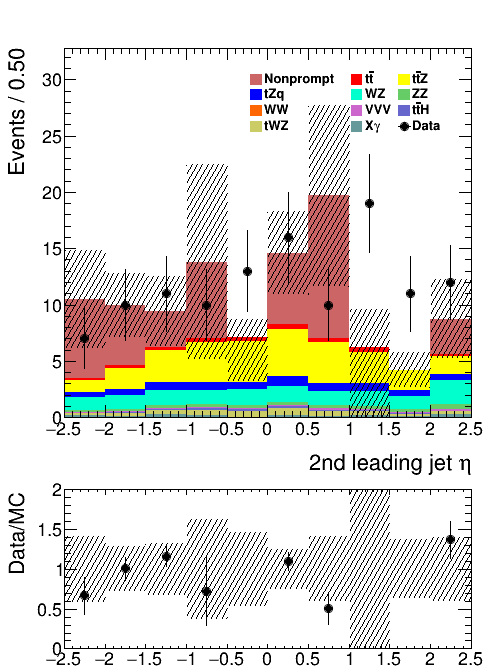 Events / 0.50
30
25
20
15
10
5
0
Nonprompt tt̄ tt̄Z
tZq WZ ZZ
WW VVV tt̄H
tWZ Xγ Data
−2.5 −2 −1.5 −1 −0.5 0 0.5 1 1.5 2 2.5
2nd leading jet η
Data/MC
2
1.5
1
0.5
0
−2.5 −2 −1.5 −1 −0.5 0 0.5 1 1.5 2 2.5